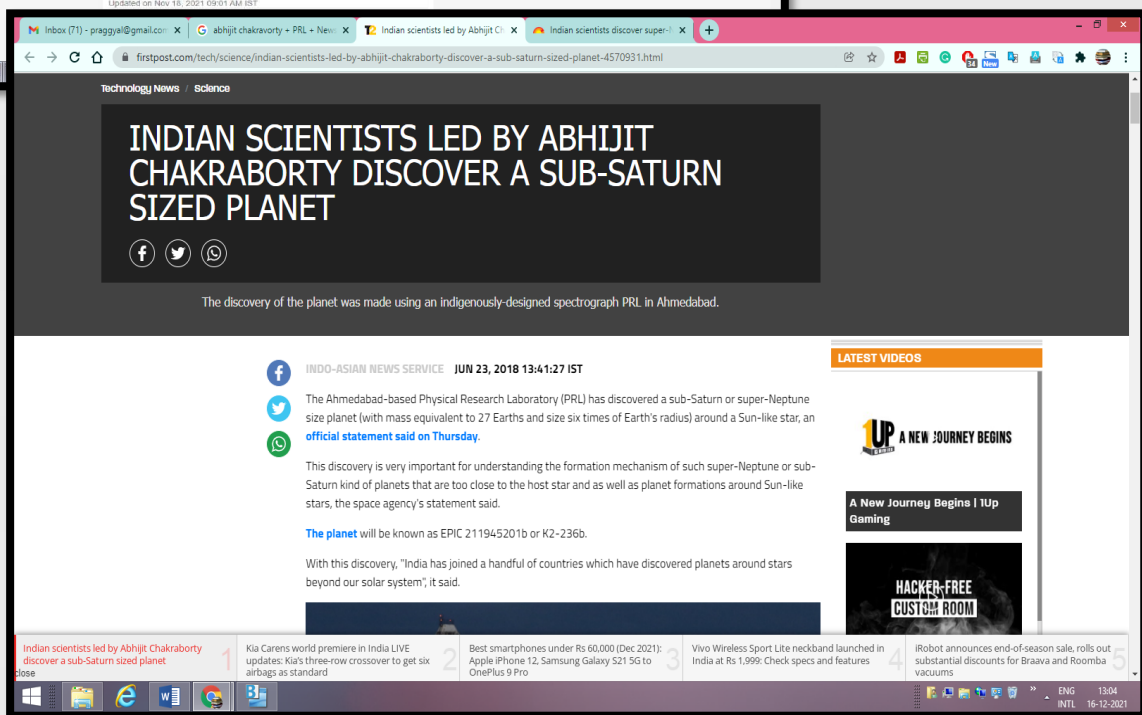 Updated on Nov 18, 2021 09:01 AM IST
Inbox (71) - praggyal@gmail.com
abhijit chakravorty + PRL + New
Indian scientists led by Abhijit Ch
Indian scientists discover super-N
firstpost.com/tech/science/indian-scientists-led-by-abhijit-chakraborty-discover-a-sub-saturn-sized-planet-4570931.html
34
New
Technology News / Science
INDIAN SCIENTISTS LED BY ABHIJIT
CHAKRABORTY DISCOVER A SUB-SATURN
SIZED PLANET
The discovery of the planet was made using an indigenously-designed spectrograph PRL in Ahmedabad.
INDO-ASIAN NEWS SERVICE JUN 23, 2018 13:41:27 IST
The Ahmedabad-based Physical Research Laboratory (PRL) has discovered a sub-Saturn or super-Neptune
size planet (with mass equivalent to 27 Earths and size six times of Earth's radius) around a Sun-like star, an
official statement said on Thursday.
This discovery is very important for understanding the formation mechanism of such super-Neptune or sub-
Saturn kind of planets that are too close to the host star and as well as planet formations around Sun-like
stars, the space agency's statement said.
The planet will be known as EPIC 211945201b or K2-236b.
With this discovery, "India has joined a handful of countries which have discovered planets around stars
beyond our solar system", it said.
LATEST VIDEOS
1UP A NEW JOURNEY BEGINS
A New Journey Begins | 1Up
Gaming
HACKER-FREE
CUSTOM ROOM
Indian scientists led by Abhijit Chakraborty
discover a sub-Saturn sized planet
1
close
Kia Carens world premiere in India LIVE
updates: Kia's three-row crossover to get six
airbags as standard
2
Best smartphones under Rs 60,000 (Dec 2021):
Apple iPhone 12, Samsung Galaxy S21 5G to
OnePlus 9 Pro
3
Vivo Wireless Sport Lite neckband launched in
India at Rs 1,999: Check specs and features
4
iRobot announces end-of-season sale, rolls out
substantial discounts for Braava and Roomba
vacuums
5
ENG
INTL
13:04
16-12-2021